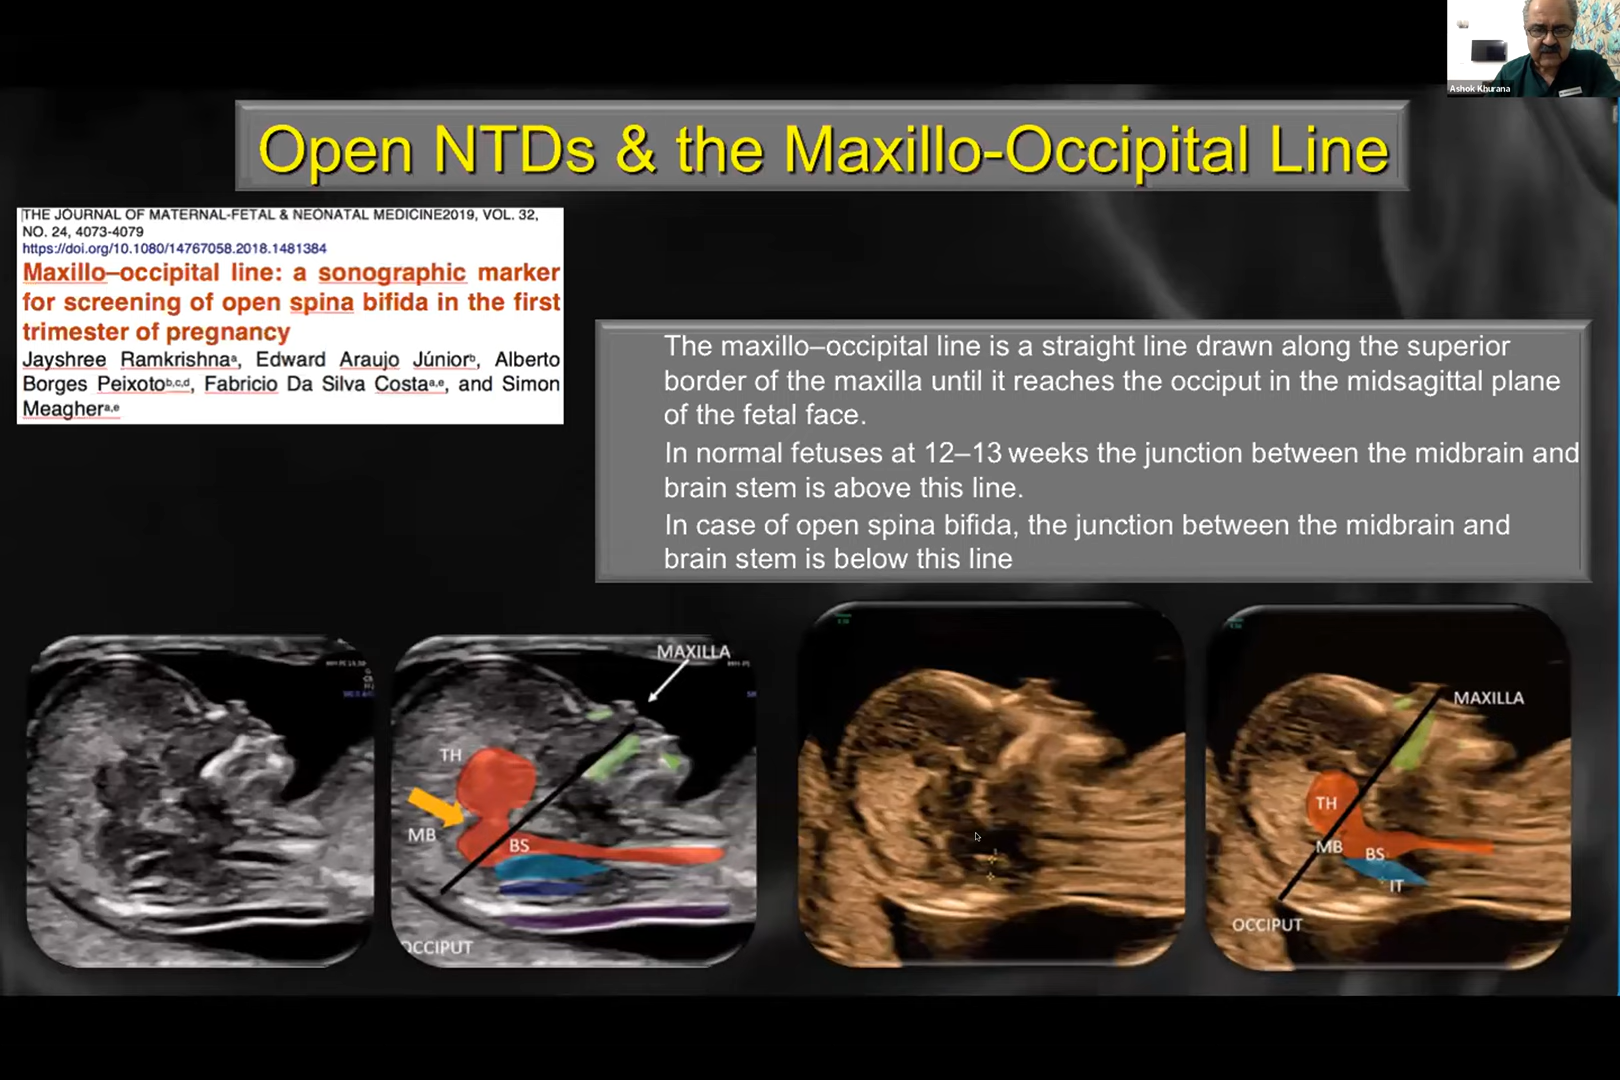 Ashok Khurana
Open NTDs & the Maxillo-Occipital Line
THE JOURNAL OF MATERNAL-FETAL & NEONATAL MEDICINE2019, VOL. 32,
NO. 24, 4073-4079
https://doi.org/10.1080/14767058.2018.1481384
Maxillo–occipital line: a sonographic marker
for screening of open spina bifida in the first
trimester of pregnancy
Jayshree Ramkrishnaᵃ, Edward Araujo Júniorᵇ, Alberto
Borges Peixotoᵇ,ᶜ,ᵈ, Fabricio Da Silva Costaᵃ,ᵉ, and Simon
Meagherᵃ,ᵉ
The maxillo–occipital line is a straight line drawn along the superior
border of the maxilla until it reaches the occiput in the midsagittal plane
of the fetal face.
In normal fetuses at 12–13 weeks the junction between the midbrain and
brain stem is above this line.
In case of open spina bifida, the junction between the midbrain and
brain stem is below this line
MAXILLA
TH
MB
BS
OCCIPUT
MAXILLA
TH
MB
BS
IT
OCCIPUT